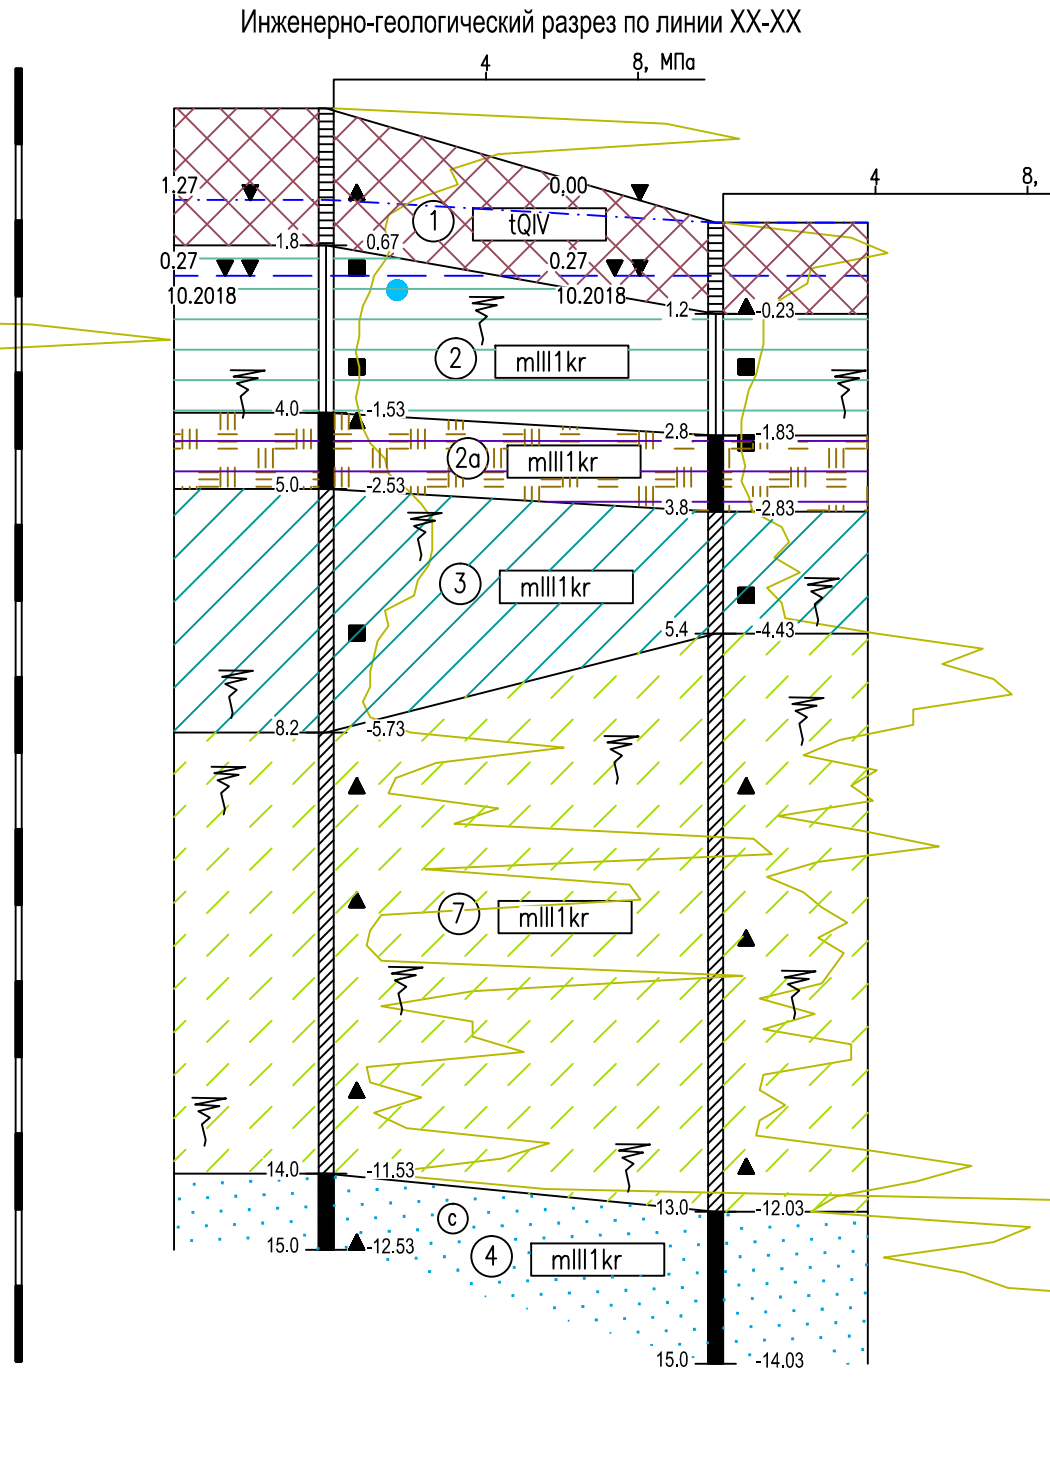 Инженерно-геологический разрез по линии XX-XX
4 8, МПа
4 8,
1.27 0,00
1 tQIV
1.8 0.67
0.27 0.27
10.2018 10.2018
1.2 -0.23
2 mIII1kr
4.0 -1.53
2.8 -1.83
2а mIII1kr
5.0 -2.53
3.8 -2.83
3 mIII1kr
5.4 -4.43
8.2 -5.73
7 mIII1kr
14.0 -11.53
13.0 -12.03
с
15.0 -12.53
4 mIII1kr
15.0 -14.03